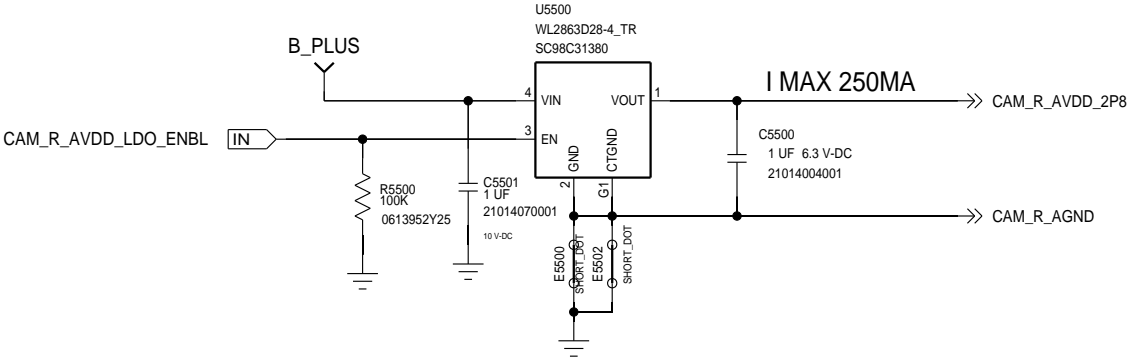 U5500
WL2863D28-4_TR
SC98C31380
B_PLUS
I MAX 250MA
4
VIN
VOUT
1
CAM_R_AVDD_2P8
CAM_R_AVDD_LDO_ENBL
IN
3
EN
GND
CTGND
2
G1
C5500
1 UF 6.3 V-DC
21014004001
R5500
100K
0613952Y25
C5501
1 UF
21014070001
10 V-DC
CAM_R_AGND
E5500
SHORT_DOT
E5502
SHORT_DOT